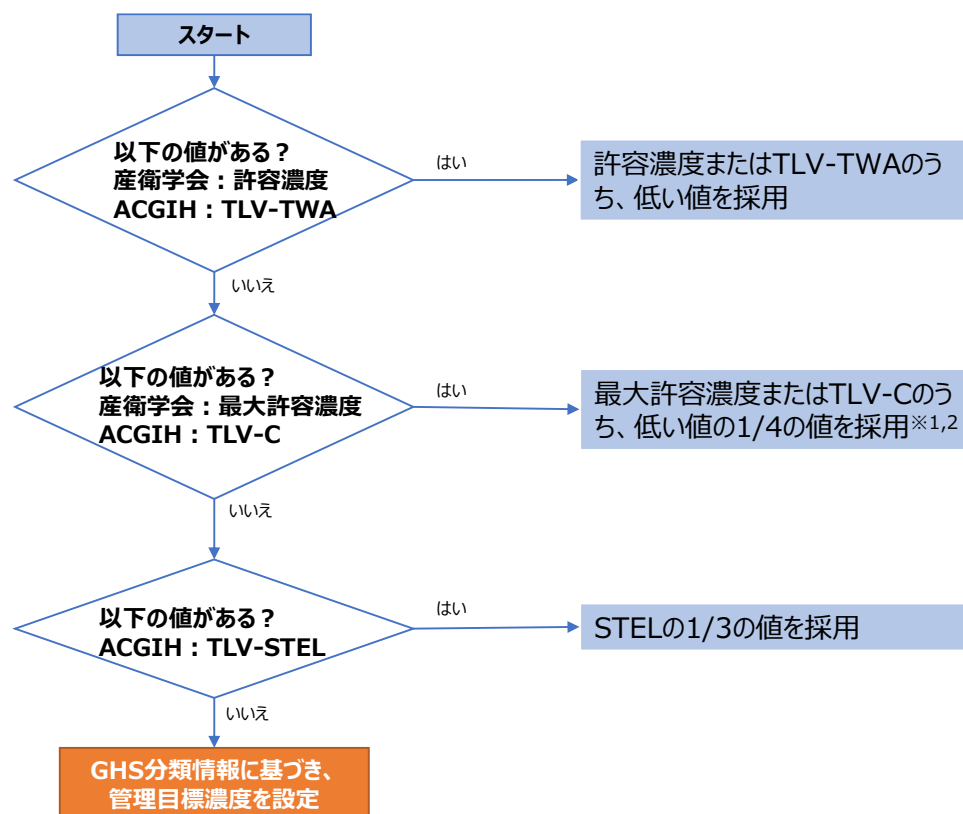 スタート
以下の値がある？
産衛学会：許容濃度
ACGIH：TLV-TWA
はい
許容濃度またはTLV-TWAのう
ち、低い値を採用
いいえ
以下の値がある？
産衛学会：最大許容濃度
ACGIH：TLV-C
はい
最大許容濃度またはTLV-Cのう
ち、低い値の1/4の値を採用※1,2
いいえ
以下の値がある？
ACGIH：TLV-STEL
はい
STELの1/3の値を採用
いいえ
GHS分類情報に基づき、
管理目標濃度を設定